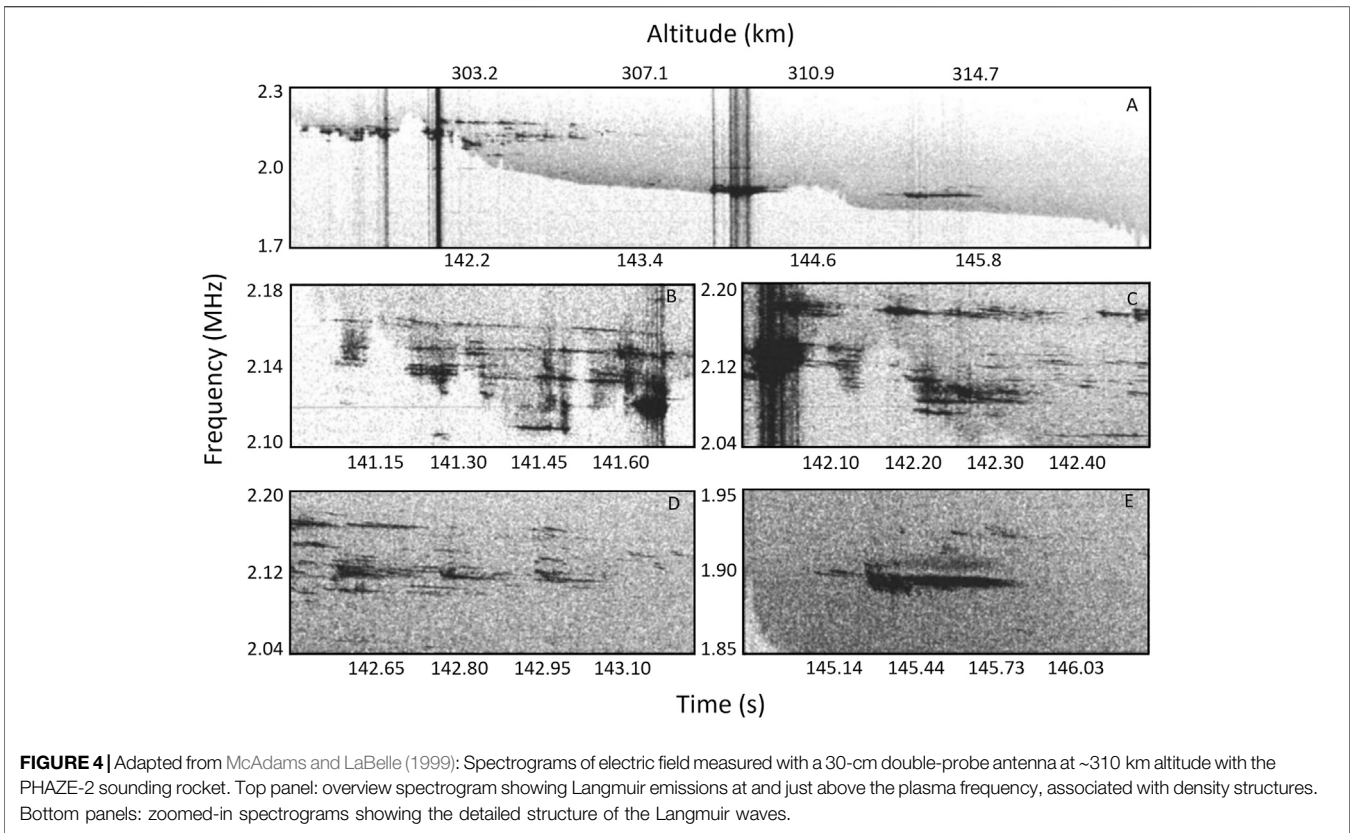 Altitude (km)
303.2 307.1 310.9 314.7
2.3
A
2.0
1.7
142.2 143.4 144.6 145.8
Frequency (MHz)
2.18
B
2.14
2.10
141.15 141.30 141.45 141.60
2.20
C
2.12
2.04
142.10 142.20 142.30 142.40
2.20
D
2.12
2.04
142.65 142.80 142.95 143.10
1.95
E
1.90
1.85
145.14 145.44 145.73 146.03
Time (s)
FIGURE 4 | Adapted from McAdams and LaBelle (1999): Spectrograms of electric field measured with a 30-cm double-probe antenna at ~310 km altitude with the
PHAZE-2 sounding rocket. Top panel: overview spectrogram showing Langmuir emissions at and just above the plasma frequency, associated with density structures.
Bottom panels: zoomed-in spectrograms showing the detailed structure of the Langmuir waves.